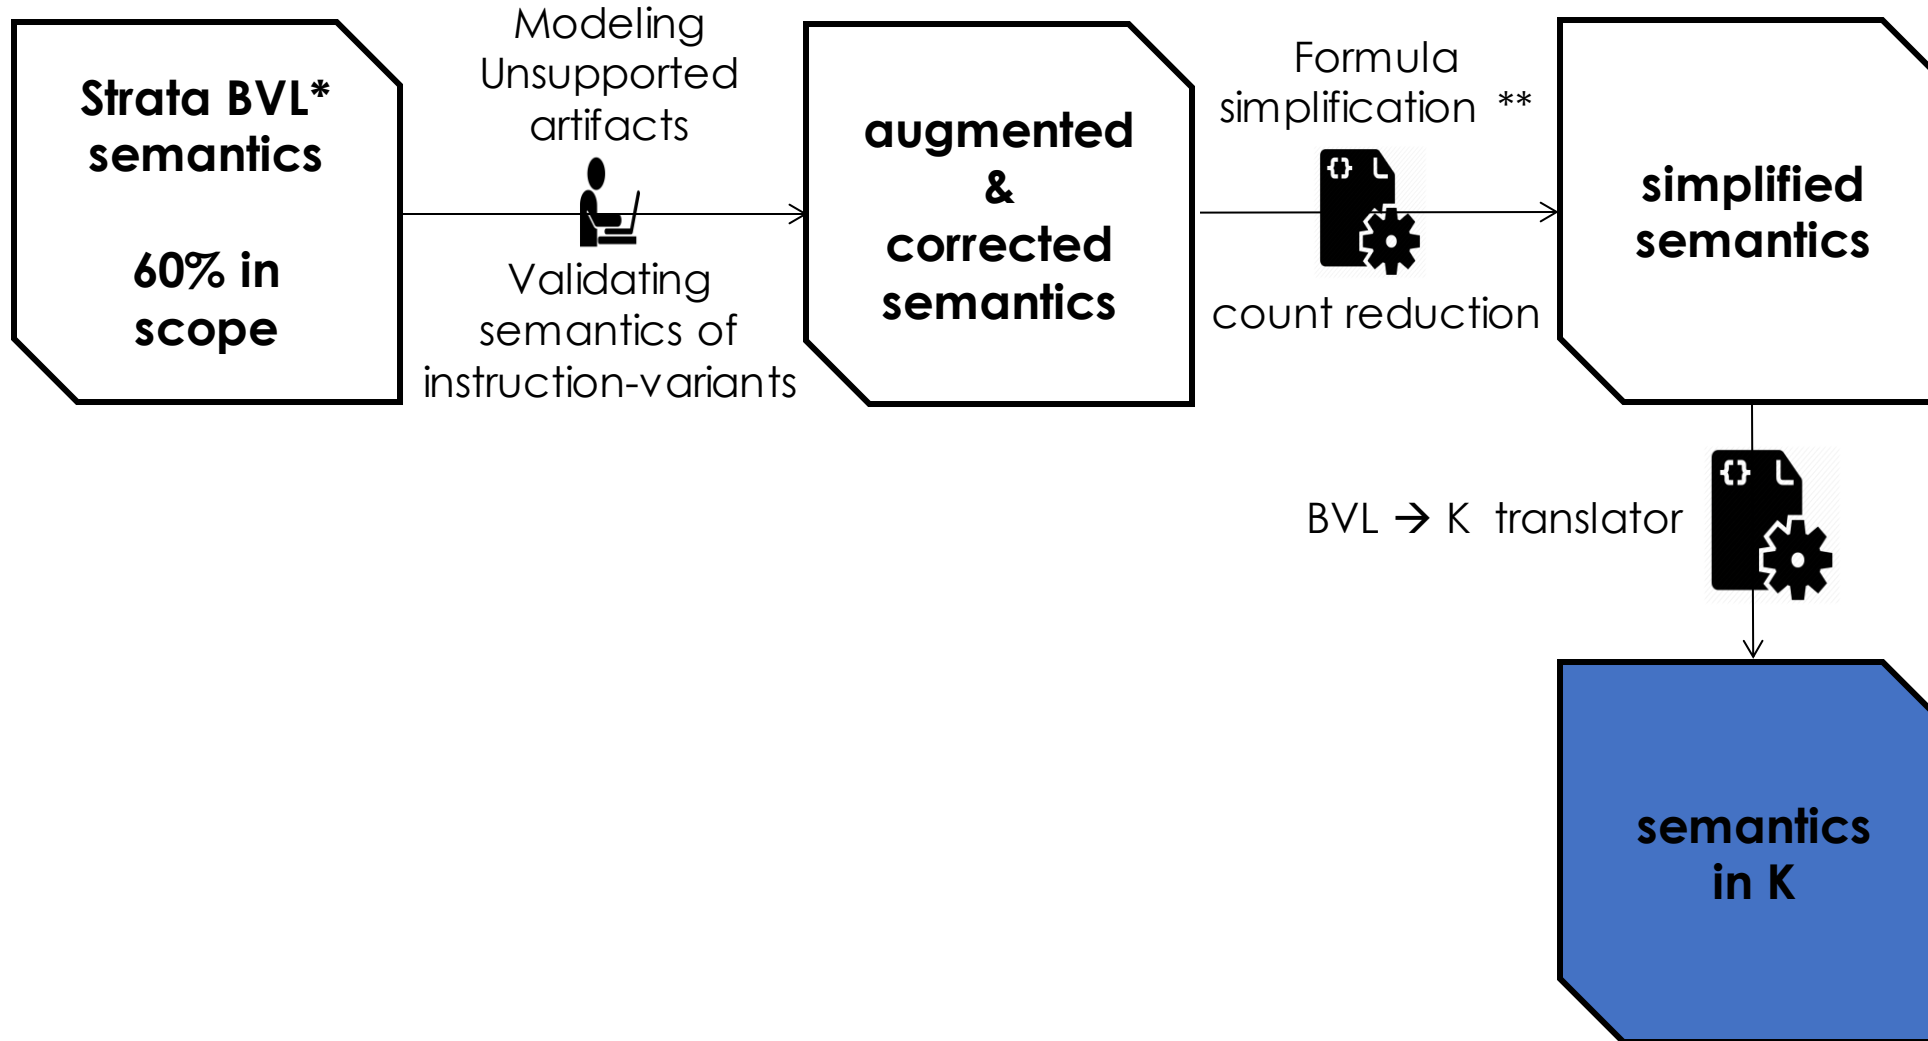 Strata BVL*
semantics
60% in
scope
Modeling
Unsupported
artifacts
Validating
semantics of
instruction-variants
augmented
&
corrected
semantics
Formula
simplification **
{} L
count reduction
simplified
semantics
BVL → K translator
{} L
semantics
in K